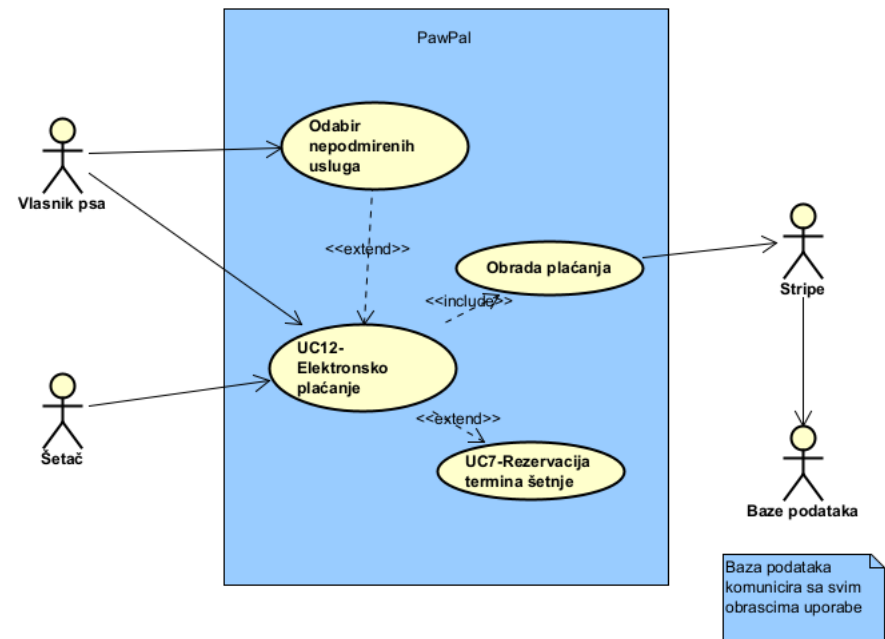 PawPal
Odabir
nepodmirenih
usluga
Vlasnik psa
<<extend>>
Obrada plaćanja
<<include>>
Stripe
UC12-
Elektronsko
plaćanje
Šetač
<<extend>>
UC7-Rezervacija
termina šetnje
Baze podataka
Baza podataka
komunicira sa svim
obrascima uporabe